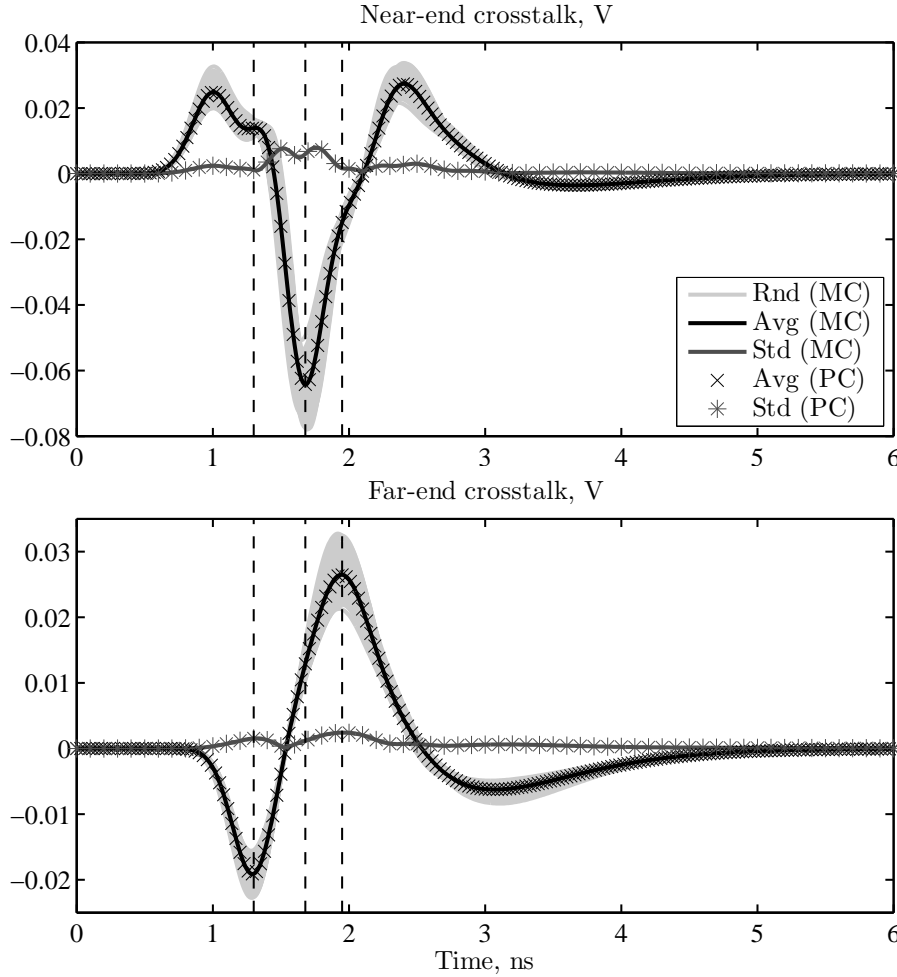 Near-end crosstalk, V
0.04
0.02
0
−0.02
−0.04
−0.06
−0.08
Rnd (MC)
Avg (MC)
Std (MC)
Avg (PC)
Std (PC)
0 1 2 3 4 5 6
Far-end crosstalk, V
0.03
0.02
0.01
0
−0.01
−0.02
0 1 2 3 4 5 6
Time, ns